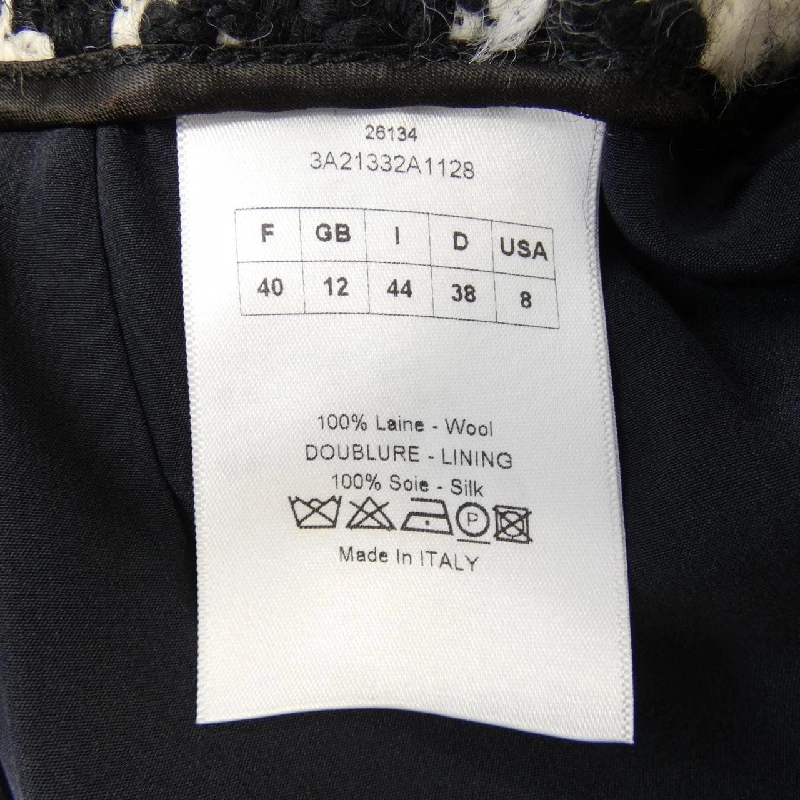 26134
3A21332A1128
F GB I D USA
40 12 44 38 8
100% Laine - Wool
DOUBLURE - LINING
100% Soie - Silk
P
Made In ITALY